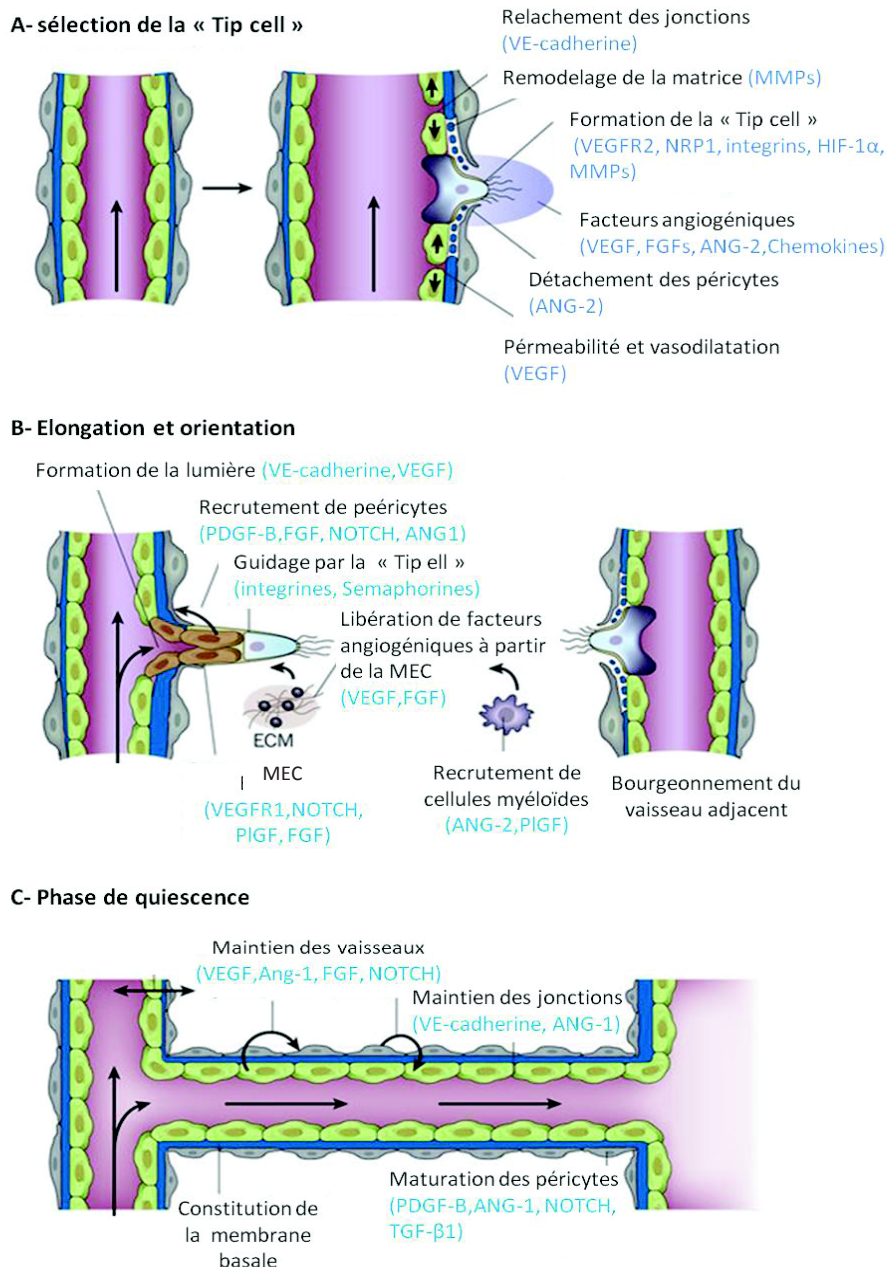 A- sélection de la « Tip cell »
Relachement des jonctions
(VE-cadherine)
Remodelage de la matrice (MMPs)
Formation de la « Tip cell »
(VEGFR2, NRP1, integrins, HIF-1α,
MMPs)
Facteurs angiogéniques
(VEGF, FGFs, ANG-2,Chemokines)
Détachement des péricytes
(ANG-2)
Pérmeabilité et vasodilatation
(VEGF)
B- Elongation et orientation
Formation de la lumière (VE-cadherine,VEGF)
Recrutement de peéricytes
(PDGF-B,FGF, NOTCH, ANG1)
Guidage par la « Tip ell »
(integrines, Semaphorines)
Libération de facteurs
angiogéniques à partir
de la MEC
(VEGF,FGF)
ECM
MEC
(VEGFR1,NOTCH,
PlGF, FGF)
Recrutement de
cellules myéloïdes
(ANG-2,PlGF)
Bourgeonnement du
vaisseau adjacent
C- Phase de quiescence
Maintien des vaisseaux
(VEGF,Ang-1, FGF, NOTCH)
Maintien des jonctions
(VE-cadherine, ANG-1)
Constitution de
la membrane
basale
Maturation des péricytes
(PDGF-B,ANG-1, NOTCH,
TGF-β1)